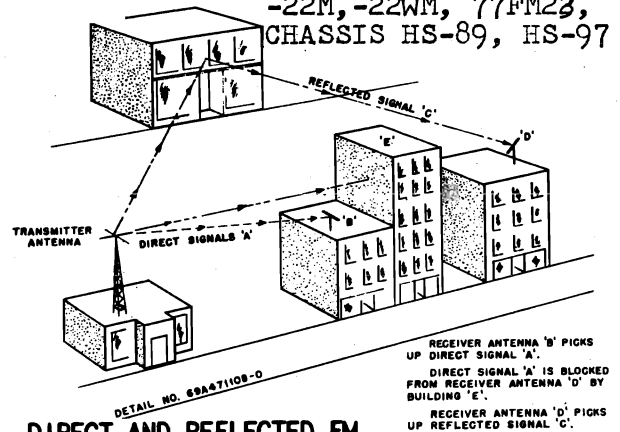 -22M, -22WM, 77FM23,
CHASSIS HS-89, HS-97
REFLECTED SIGNAL 'C'
'D'
'E'
'B'
TRANSMITTER
ANTENNA
DIRECT SIGNALS 'A'
RECEIVER ANTENNA 'B' PICKS
UP DIRECT SIGNAL 'A'.
DIRECT SIGNAL 'A' IS BLOCKED
FROM RECEIVER ANTENNA 'D' BY
BUILDING 'E'.
RECEIVER ANTENNA 'D' PICKS
UP REFLECTED SIGNAL 'C'.
DETAIL NO. 69A471109-0
DIRECT AND REFLECTED FM